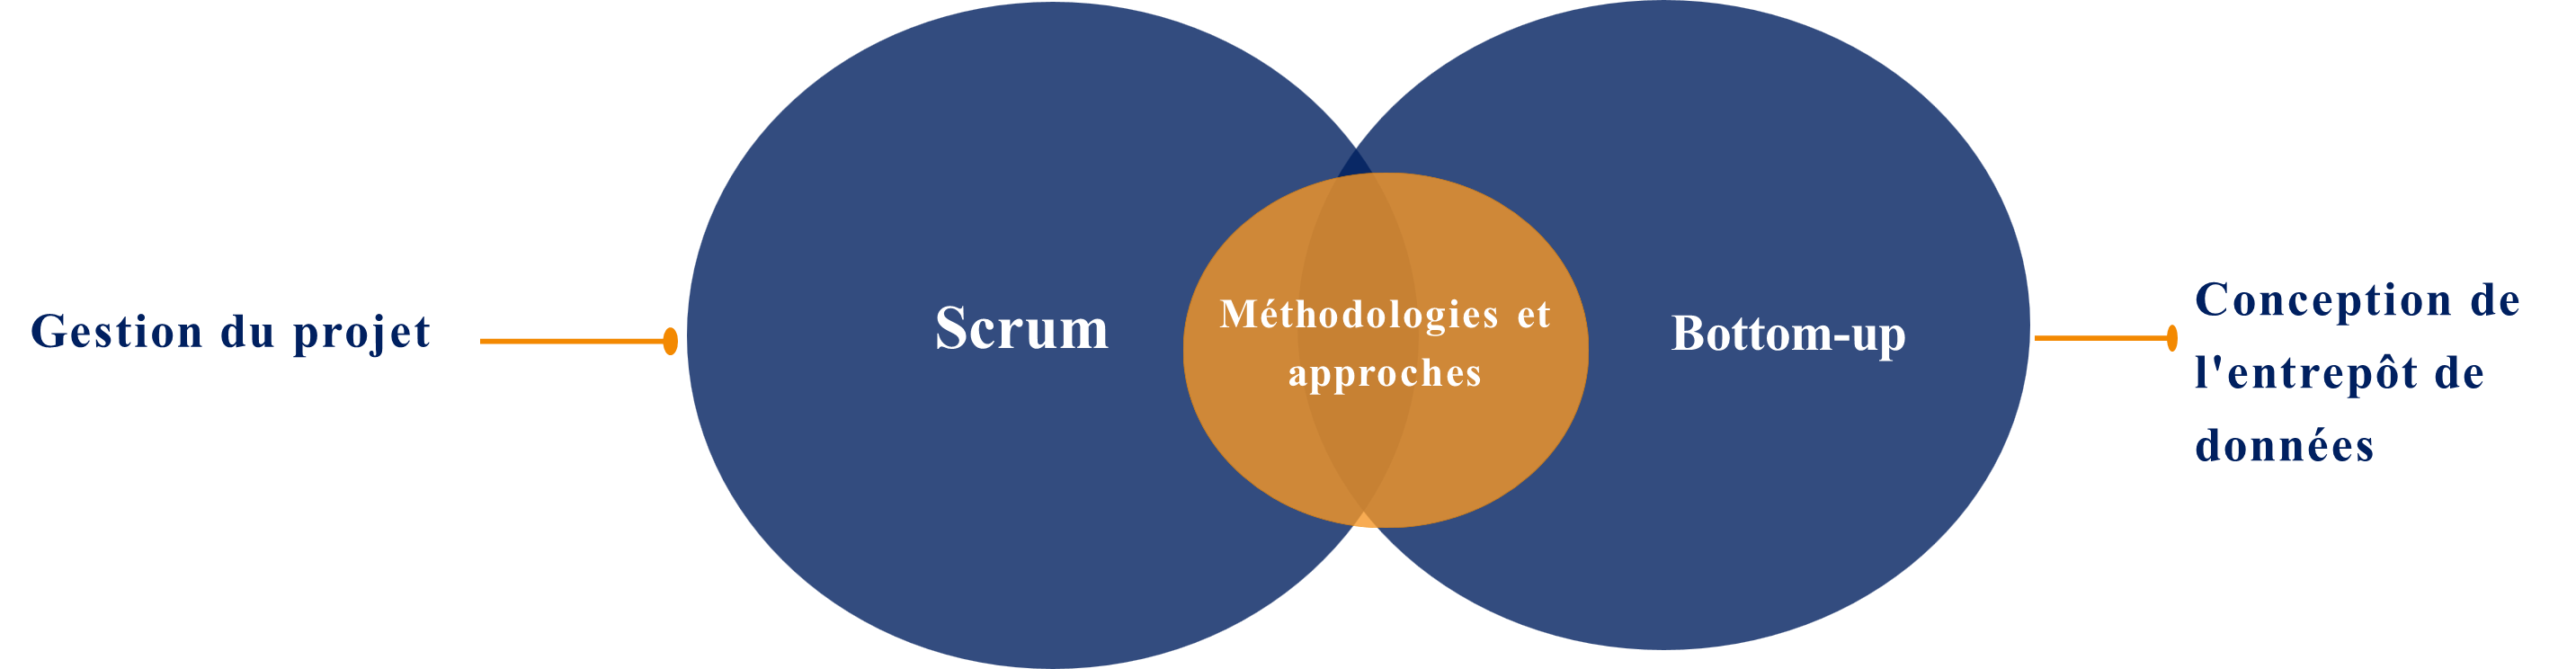 Gestion du projet
Scrum
Méthodologies et
approches
Bottom-up
Conception de
l'entrepôt de
données